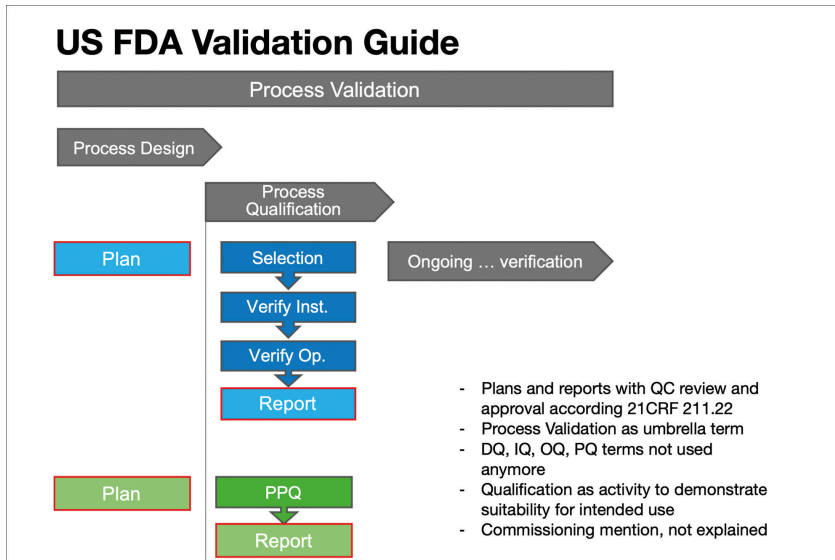 US FDA Validation Guide
Process Validation
Process Design
Process
Qualification
Plan
Selection
Ongoing … verification
Verify Inst.
Verify Op.
Report
- Plans and reports with QC review and
approval according 21CRF 211.22
- Process Validation as umbrella term
- DQ, IQ, OQ, PQ terms not used
anymore
- Qualification as activity to demonstrate
suitability for intended use
- Commissioning mention, not explained
Plan
PPQ
Report